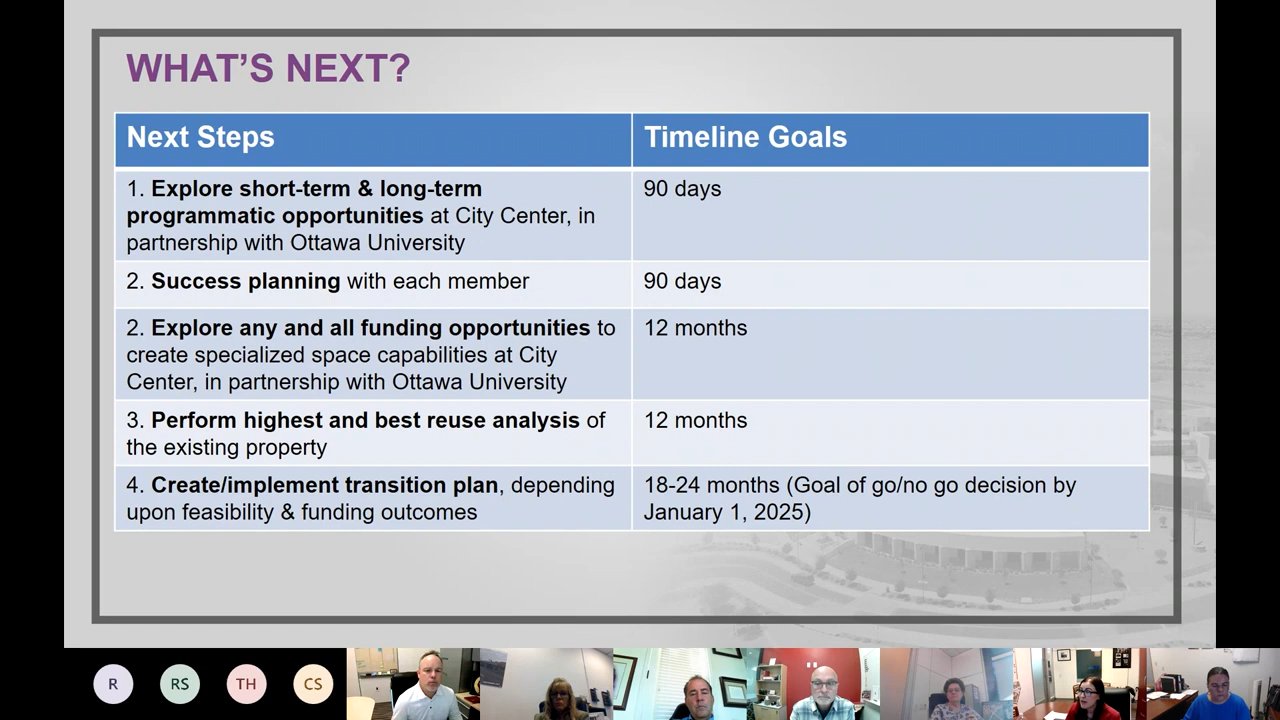 WHAT'S NEXT?
Next Steps
Timeline Goals
1. Explore short-term & long-term
programmatic opportunities at City Center, in
partnership with Ottawa University
90 days
2. Success planning with each member
90 days
2. Explore any and all funding opportunities to
create specialized space capabilities at City
Center, in partnership with Ottawa University
12 months
3. Perform highest and best reuse analysis of
the existing property
12 months
4. Create/implement transition plan, depending
upon feasibility & funding outcomes
18-24 months (Goal of go/no go decision by
January 1, 2025)
R
RS
TH
CS